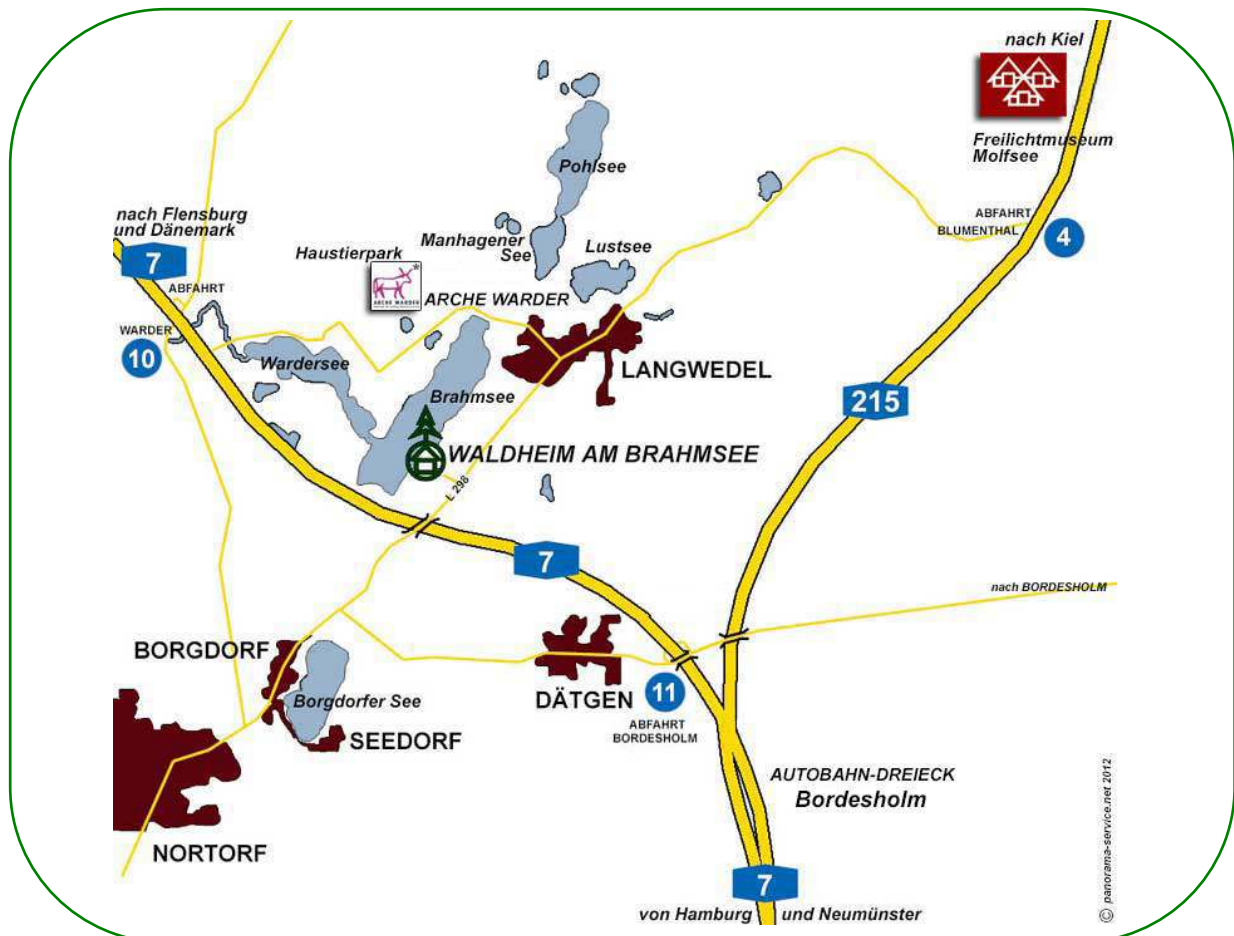 nach Kiel
Freilichtmuseum
Molfsee
Pohlsee
nach Flensburg
und Dänemark
7
ABFAHRT
BLUMENTHAL
4
Manhagener
See
Lustsee
Haustierpark
ARCHE WARDER
ABFAHRT
ARCHE WARDER
WARDER
10
Wardersee
LANGWEDEL
Brahmsee
215
WALDHEIM AM BRAHMSEE
L 298
7
nach BORDESHOLM
BORGDORF
DÄTGEN
11
Borgdorfer See
SEEDORF
ABFAHRT
BORDESHOLM
AUTOBAHN-DREIECK
Bordesholm
NORTORF
7
von Hamburg und Neumünster
© panorama-service.net 2012